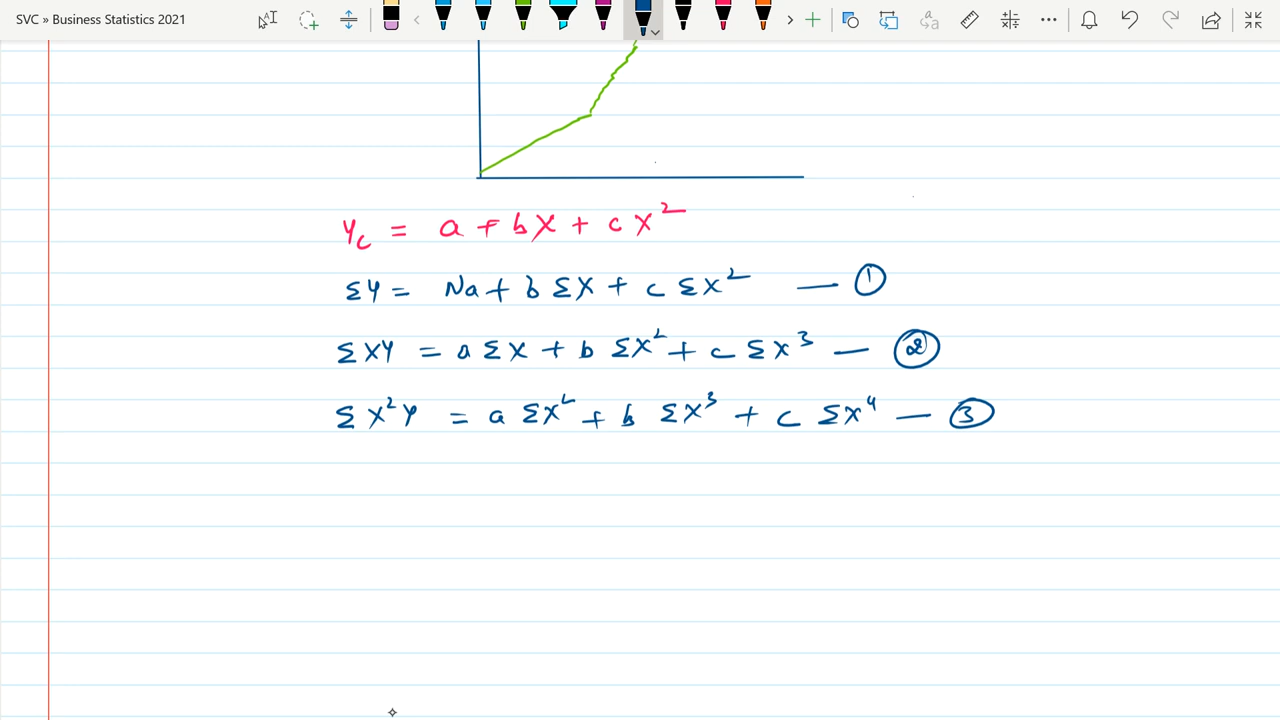 SVC » Business Statistics 2021
Yc = a + bX + cX²
ΣY = Na + b ΣX + c ΣX² — ①
ΣXY = a ΣX + b ΣX² + c ΣX³ — ②
ΣX²Y = a ΣX² + b ΣX³ + c ΣX⁴ — ③